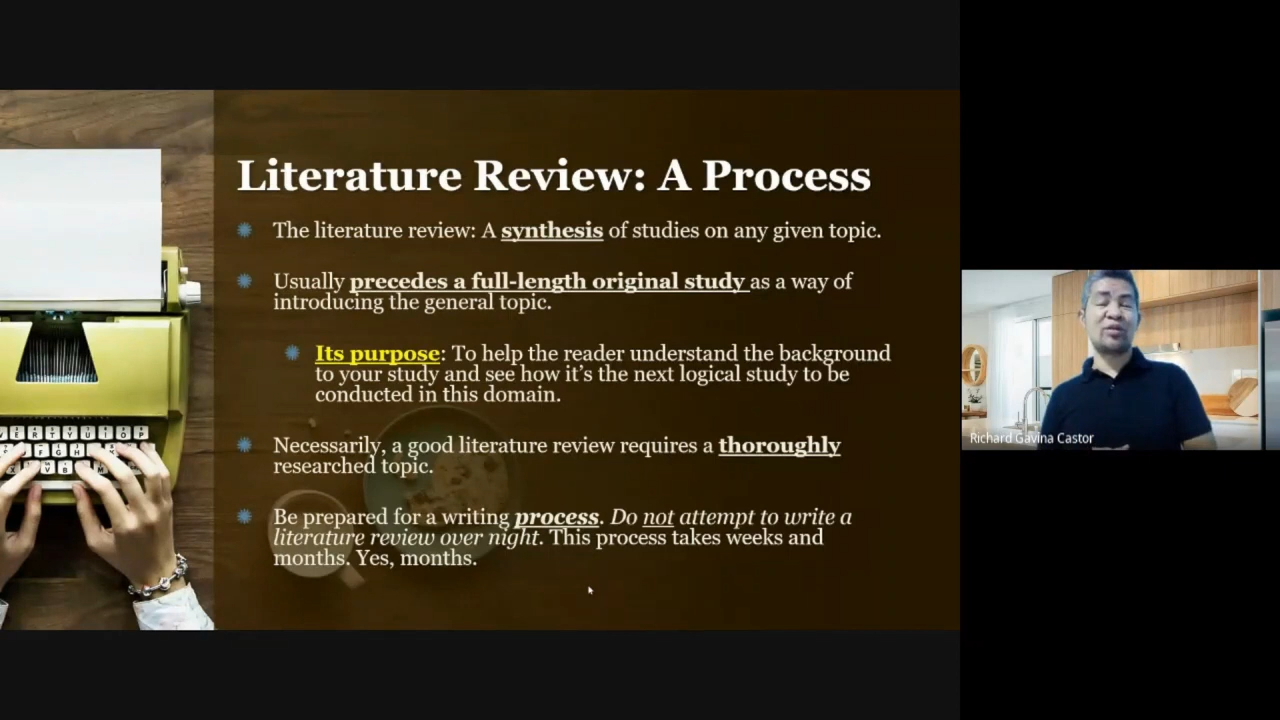 Literature Review: A Process
The literature review: A synthesis of studies on any given topic.
Usually precedes a full-length original study as a way of
introducing the general topic.
Its purpose: To help the reader understand the background
to your study and see how it's the next logical study to be
conducted in this domain.
Necessarily, a good literature review requires a thoroughly
researched topic.
Be prepared for a writing process. Do not attempt to write a
literature review over night. This process takes weeks and
months. Yes, months.
Richard Gavina Castor